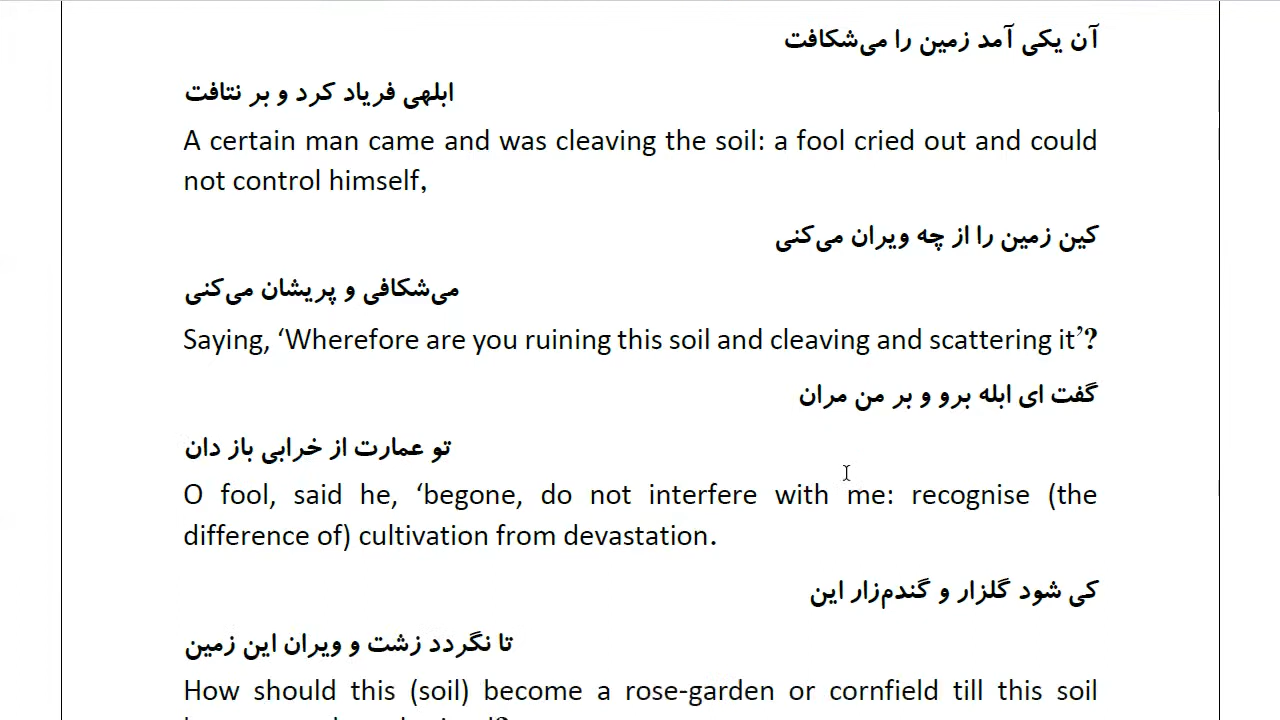 آن یکی آمد زمین را می‌شکافت
ابلهی فریاد کرد و بر نتافت
A certain man came and was cleaving the soil: a fool cried out and could
not control himself,
کین زمین را از چه ویران می‌کنی
می‌شکافی و پریشان می‌کنی
Saying, ‘Wherefore are you ruining this soil and cleaving and scattering it’?
گفت ای ابله برو و بر من مران
تو عمارت از خرابی باز دان
O fool, said he, ‘begone, do not interfere with me: recognise (the
difference of) cultivation from devastation.
کی شود گلزار و گندم‌زار این
تا نگردد زشت و ویران این زمین
How should this (soil) become a rose-garden or cornfield till this soil